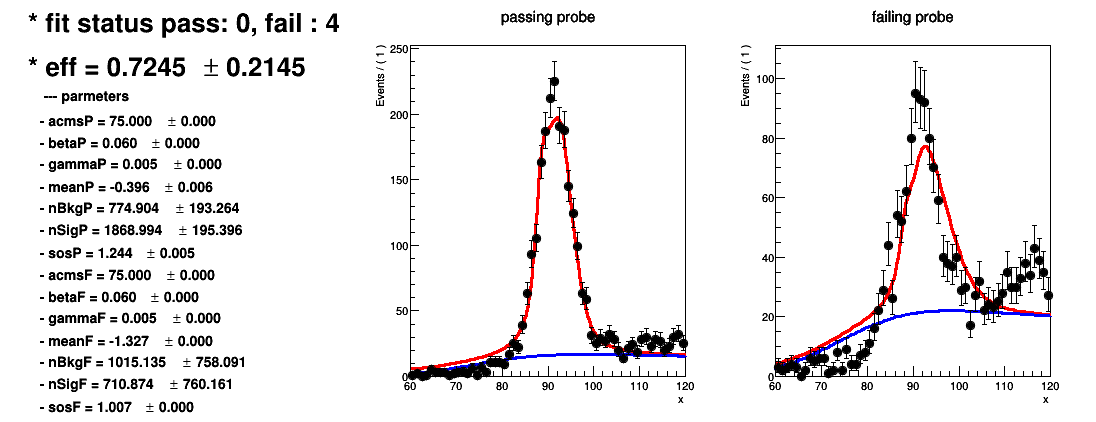 * fit status pass: 0, fail : 4
* eff = 0.7245 ± 0.2145
--- parmeters
- acmsP = 75.000 ± 0.000
- betaP = 0.060 ± 0.000
- gammaP = 0.005 ± 0.000
- meanP = -0.396 ± 0.006
- nBkgP = 774.904 ± 193.264
- nSigP = 1868.994 ± 195.396
- sosP = 1.244 ± 0.005
- acmsF = 75.000 ± 0.000
- betaF = 0.060 ± 0.000
- gammaF = 0.005 ± 0.000
- meanF = -1.327 ± 0.000
- nBkgF = 1015.135 ± 758.091
- nSigF = 710.874 ± 760.161
- sosF = 1.007 ± 0.000
passing probe
Events / ( 1 )
250
200
150
100
50
0
60 70 80 90 100 110 120
x
failing probe
Events / ( 1 )
100
80
60
40
20
0
60 70 80 90 100 110 120
x